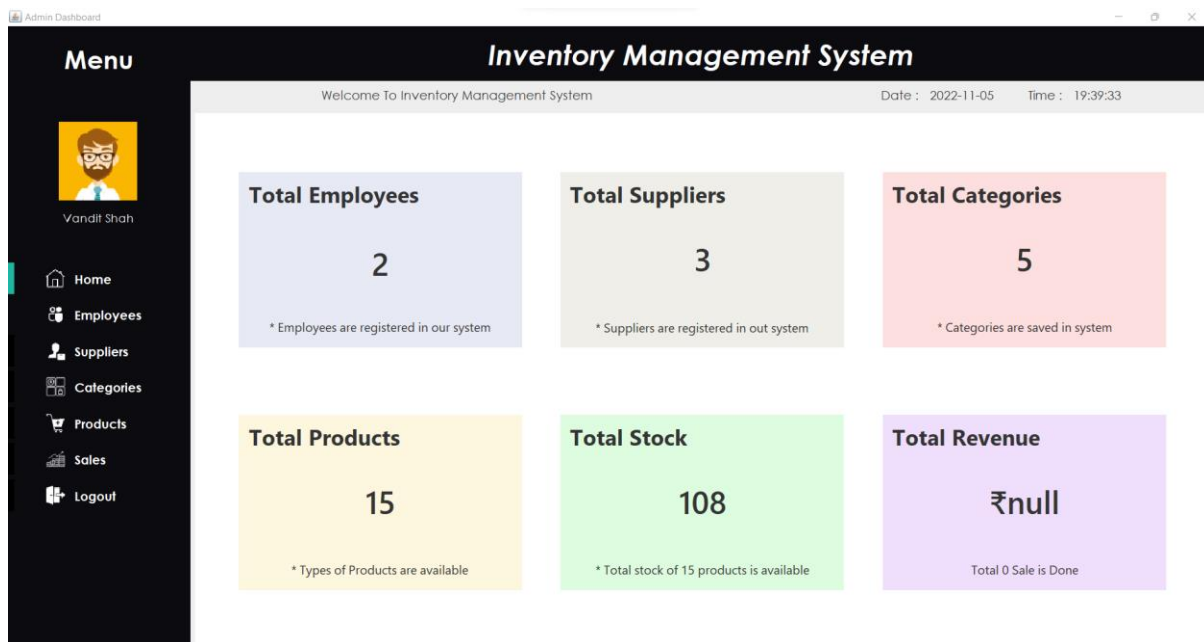 Admin Dashboard
Menu
Inventory Management System
Welcome To Inventory Management System
Date : 2022-11-05 Time : 19:39:33
Vandit Shah
Home
Employees
Suppliers
Categories
Products
Sales
Logout
Total Employees
2
* Employees are registered in our system
Total Suppliers
3
* Suppliers are registered in out system
Total Categories
5
* Categories are saved in system
Total Products
15
* Types of Products are available
Total Stock
108
* Total stock of 15 products is available
Total Revenue
₹null
Total 0 Sale is Done